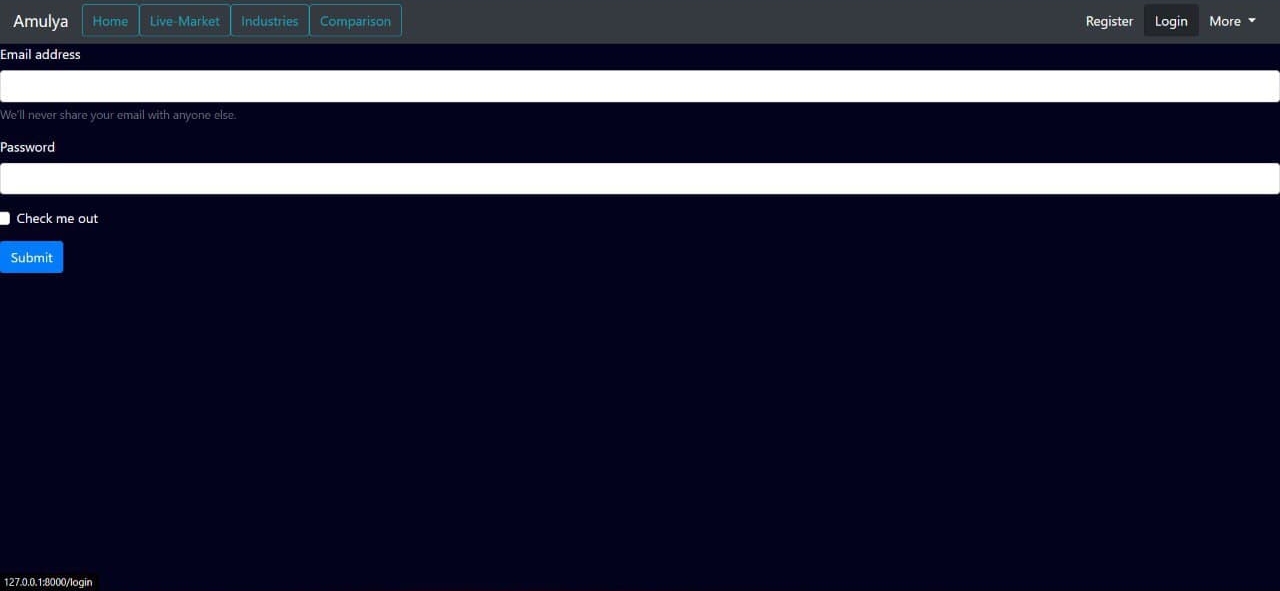 Amulya Home Live-Market Industries Comparison Register Login More
Email address
We'll never share your email with anyone else.
Password
Check me out
Submit
127.0.0.1:8000/login